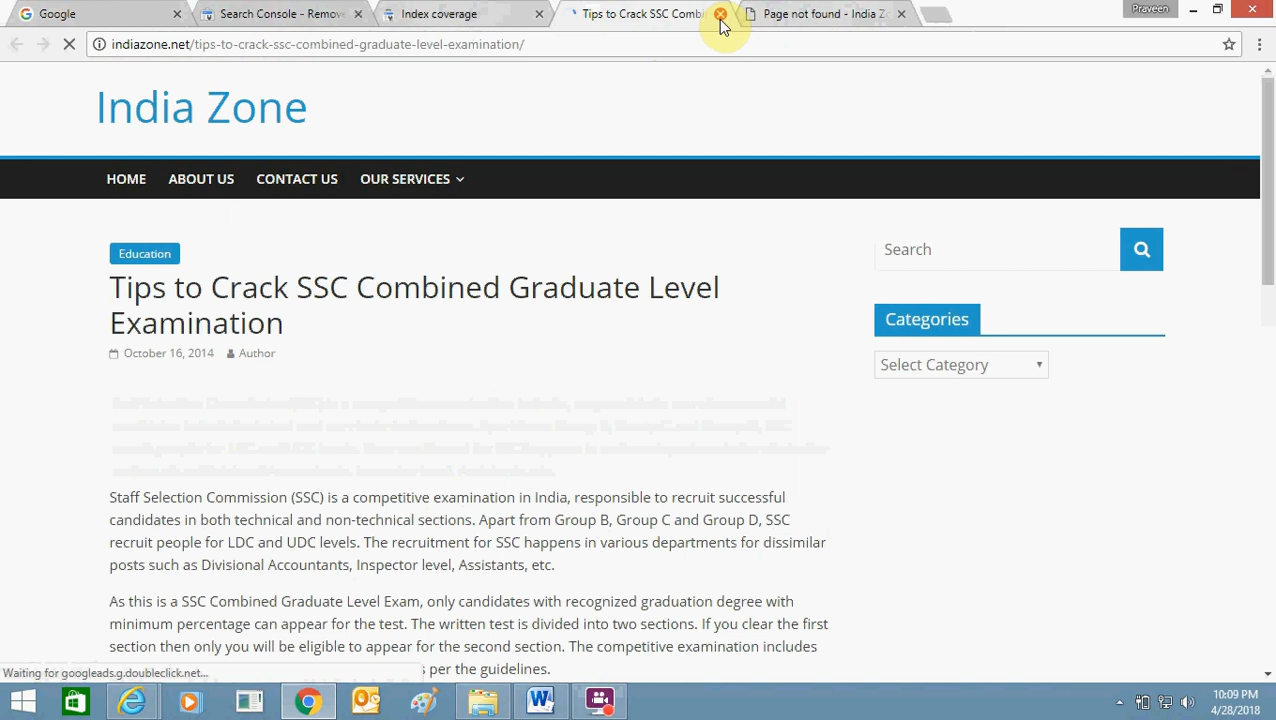 Google
Search Console - Remov
Index coverage
Tips to Crack SSC Combi
Page not found - India Z
Praveen
indiazone.net/tips-to-crack-ssc-combined-graduate-level-examination/
India Zone
HOME
ABOUT US
CONTACT US
OUR SERVICES
Education
Search
Tips to Crack SSC Combined Graduate Level
Examination
October 16, 2014
Author
Categories
Select Category
Staff Selection Commission (SSC) is a competitive examination in India, responsible to recruit successful
candidates in both technical and non-technical sections. Apart from Group B, Group C and Group D, SSC
recruit people for LDC and UDC levels. The recruitment for SSC happens in various departments for dissimilar
posts such as Divisional Accountants, Inspector level, Assistants, etc.
As this is a SSC Combined Graduate Level Exam, only candidates with recognized graduation degree with
minimum percentage can appear for the test. The written test is divided into two sections. If you clear the first
section then only you will be eligible to appear for the second section. The competitive examination includes
s per the guidelines.
Waiting for googleads.g.doubleclick.net...
10:09 PM
4/28/2018